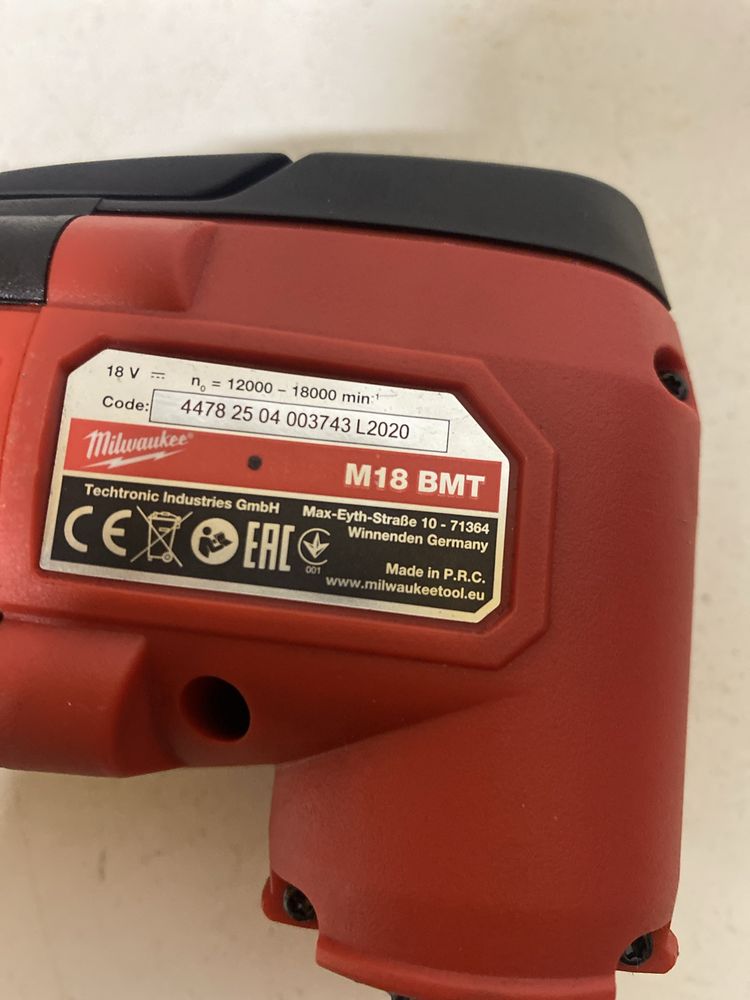 18 V ⎓ n₀ = 12000 – 18000 min⁻¹
Code: 4478 25 04 003743 L2020
Milwaukee®
M18 BMT
Techtronic Industries GmbH
Max-Eyth-Straße 10 - 71364
Winnenden Germany
CE EAC
001
Made in P.R.C.
www.milwaukeetool.eu